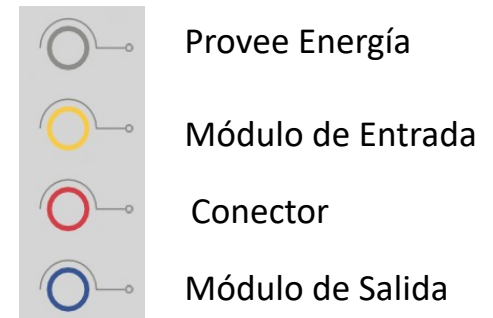 Provee Energía
Módulo de Entrada
Conector
Módulo de Salida